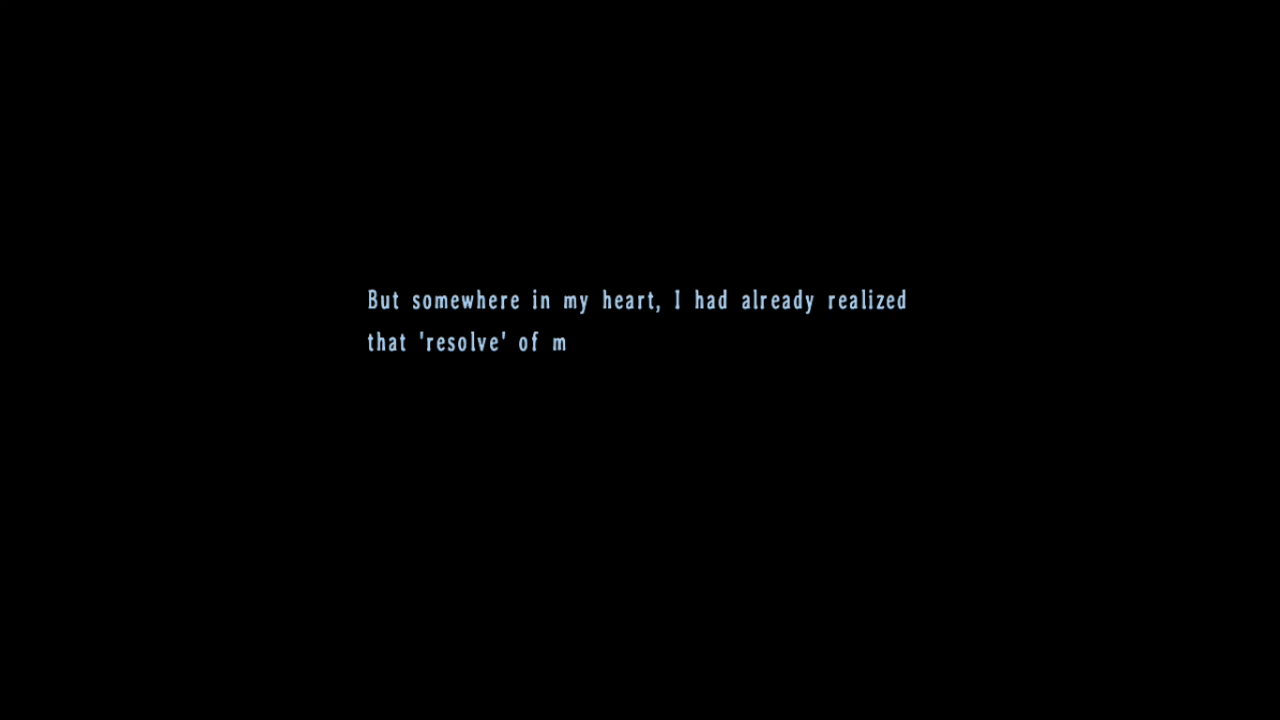 But somewhere in my heart, I had already realized
that 'resolve' of m